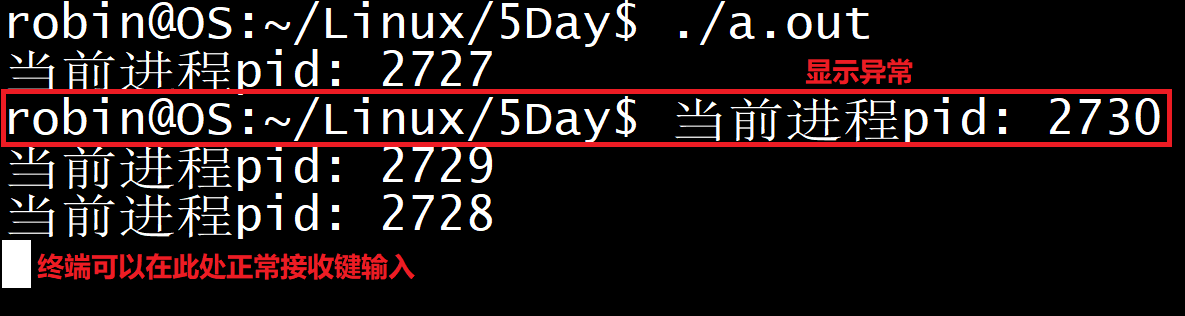 robin@OS:~/Linux/5Day$ ./a.out
当前进程pid: 2727
显示异常
robin@OS:~/Linux/5Day$ 当前进程pid: 2730
当前进程pid: 2729
当前进程pid: 2728
终端可以在此处正常接收键输入